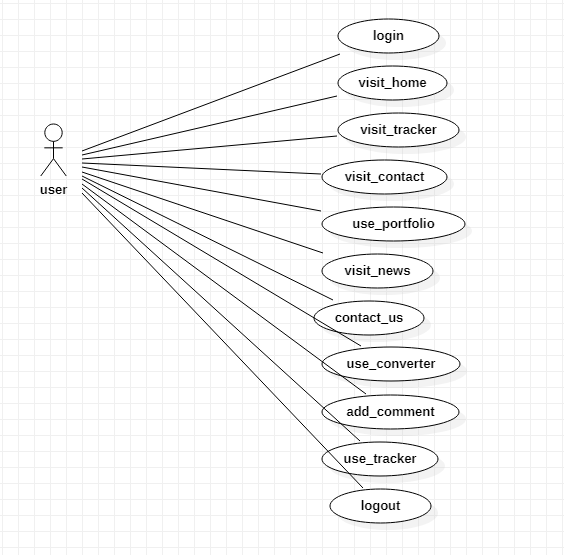 login
visit_home
visit_tracker
user
visit_contact
use_portfolio
visit_news
contact_us
use_converter
add_comment
use_tracker
logout